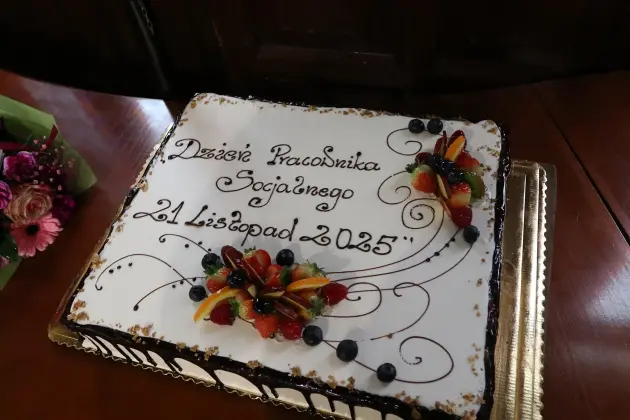 Dzień Pracownika
Socjalnego
21 Listopad 2025"